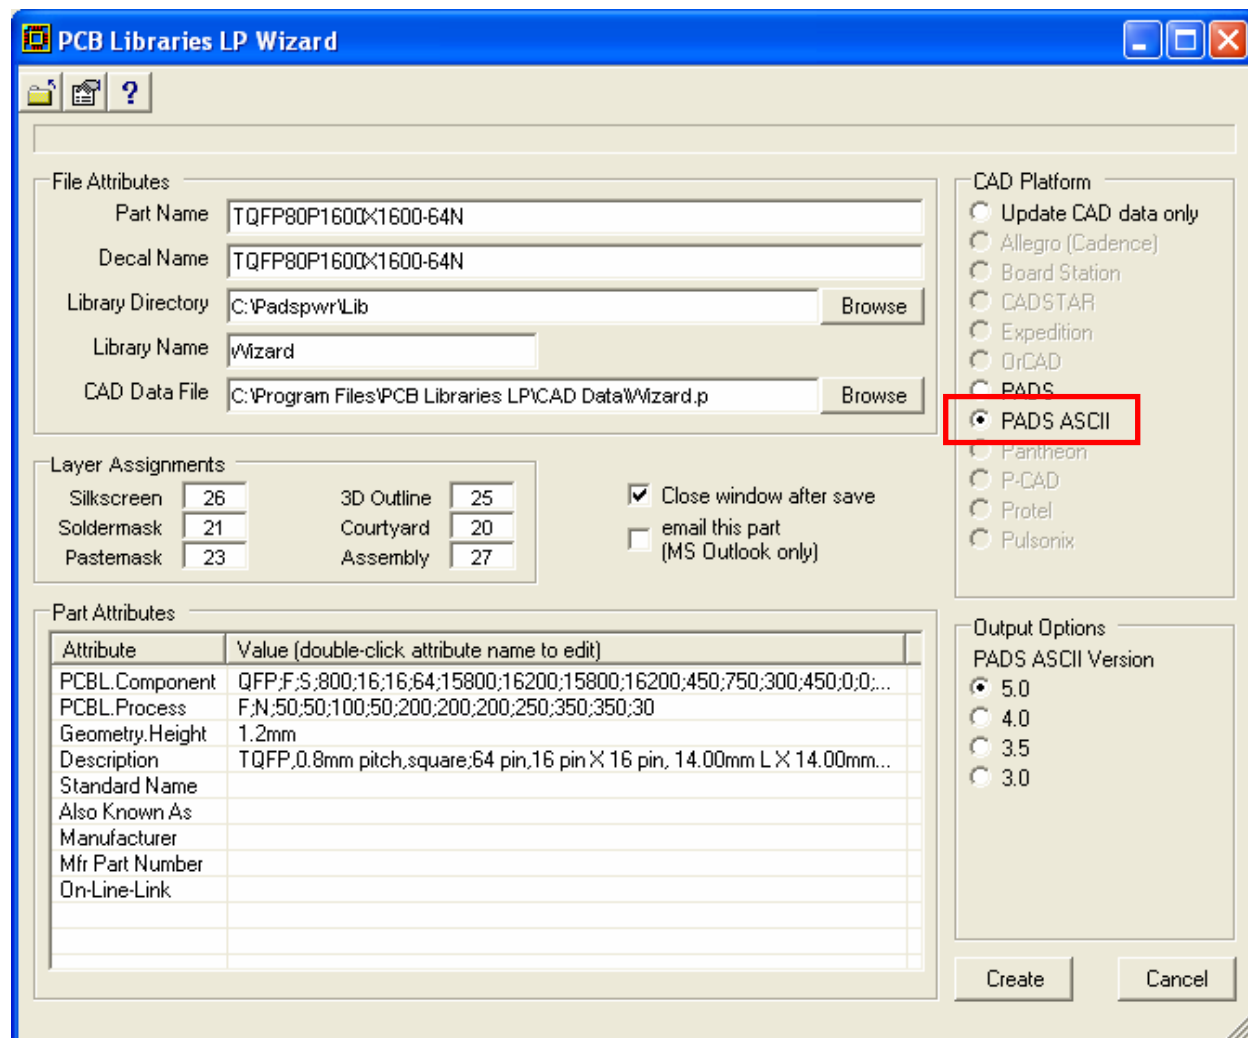 PCB Libraries LP Wizard
?
File Attributes
Part Name TQFP80P1600X1600-64N
Decal Name TQFP80P1600X1600-64N
Library Directory C:\Padspwr\Lib Browse
Library Name Wizard
CAD Data File C:\Program Files\PCB Libraries LP\CAD Data\Wizard.p Browse
CAD Platform
Update CAD data only
Allegro (Cadence)
Board Station
CADSTAR
Expedition
OrCAD
PADS
PADS ASCII
Pantheon
P-CAD
Protel
Pulsonix
Layer Assignments
Silkscreen 26 3D Outline 25
Soldermask 21 Courtyard 20
Pastemask 23 Assembly 27
Close window after save
email this part
(MS Outlook only)
Part Attributes
Attribute Value (double-click attribute name to edit)
PCBL.Component QFP;F;S;800;16;16;64;15800;16200;15800;16200;450;750;300;450;0;0;...
PCBL.Process F;N;50;50;100;50;200;200;200;250;350;350;30
Geometry.Height 1.2mm
Description TQFP,0.8mm pitch,square;64 pin,16 pin X 16 pin, 14.00mm L X 14.00mm...
Standard Name
Also Known As
Manufacturer
Mfr Part Number
On-Line-Link
Output Options
PADS ASCII Version
5.0
4.0
3.5
3.0
Create Cancel